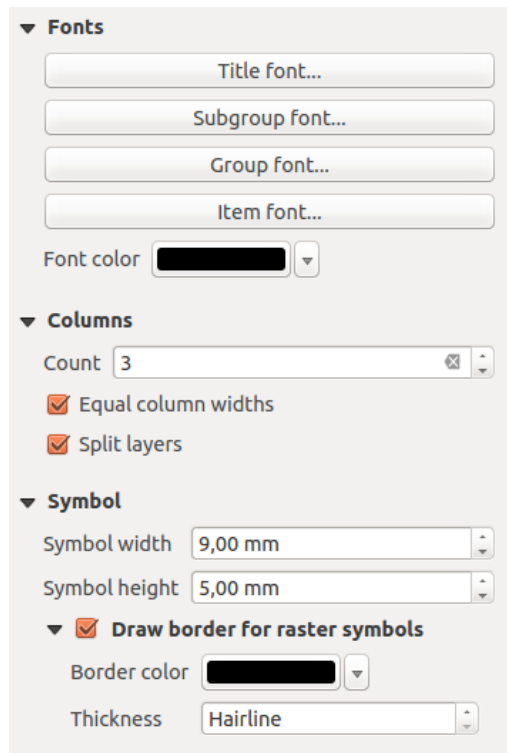 Fonts
Title font...
Subgroup font...
Group font...
Item font...
Font color
Columns
Count 3
Equal column widths
Split layers
Symbol
Symbol width 9,00 mm
Symbol height 5,00 mm
Draw border for raster symbols
Border color
Thickness Hairline